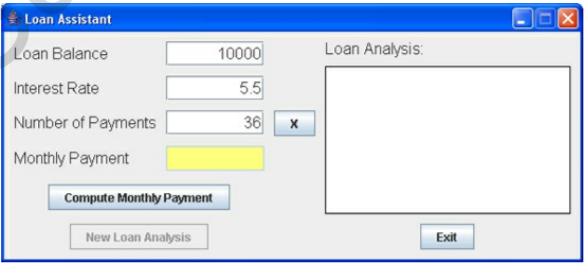 Loan Assistant
Loan Balance 10000
Loan Analysis:
Interest Rate 5.5
Number of Payments 36 X
Monthly Payment
Compute Monthly Payment
New Loan Analysis
Exit